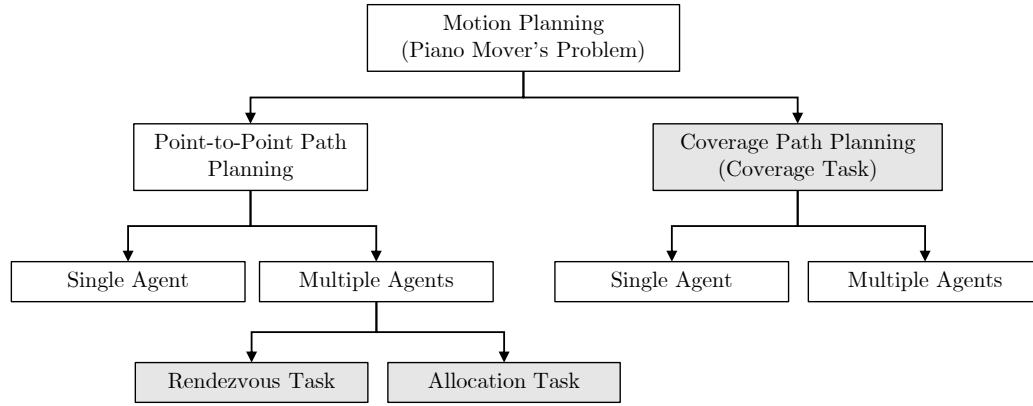 Motion Planning
(Piano Mover's Problem)
Point-to-Point Path
Planning
Coverage Path Planning
(Coverage Task)
Single Agent
Multiple Agents
Single Agent
Multiple Agents
Rendezvous Task
Allocation Task